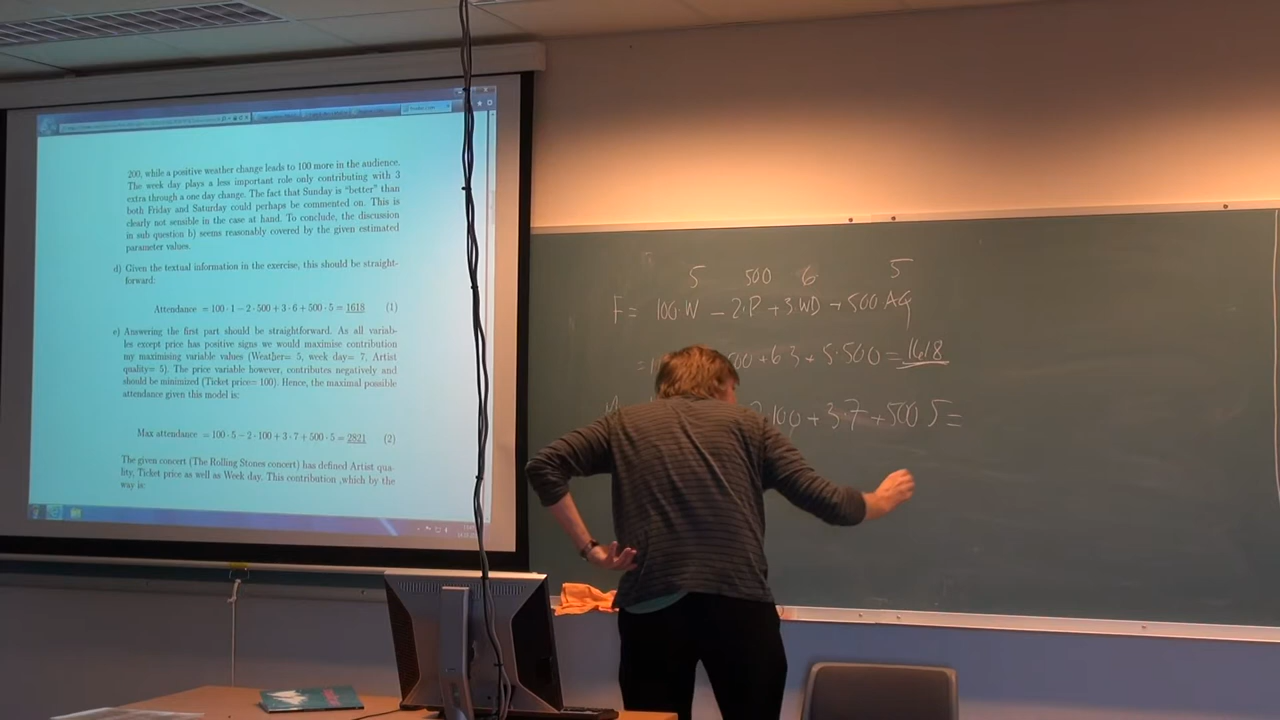 200, while a positive weather change leads to 100 more in the audience.
The week day plays a less important role only contributing with 3
extra through a one day change. The fact that Sunday is “better” than
both Friday and Saturday could perhaps be commented on. This is
clearly not sensible in the case at hand. To conclude, the discussion
in sub question b) seems reasonably covered by the given estimated
parameter values.
d) Given the textual information in the exercise, this should be straight-
forward:
Attendance = 100 · 1 − 2 · 500 + 3 · 6 + 500 · 5 = 1618 (1)
e) Answering the first part should be straightforward. As all variab-
les except price has positive signs we would maximise contribution
my maximising variable values (Weather= 5, week day= 7, Artist
quality= 5). The price variable however, contributes negatively and
should be minimized (Ticket price= 100). Hence, the maximal possible
attendance given this model is:
Max attendance = 100 · 5 − 2 · 100 + 3 · 7 + 500 · 5 = 2821 (2)
The given concert (The Rolling Stones concert) has defined Artist qua-
lity, Ticket price as well as Week day. This contribution ,which by the
way is:
5 500 6 5
F = 100·W − 2·P + 3·WD + 500 AQ
= 00 + 6 3 + 5·500 = 1618
100 + 3·7 + 500 5 =